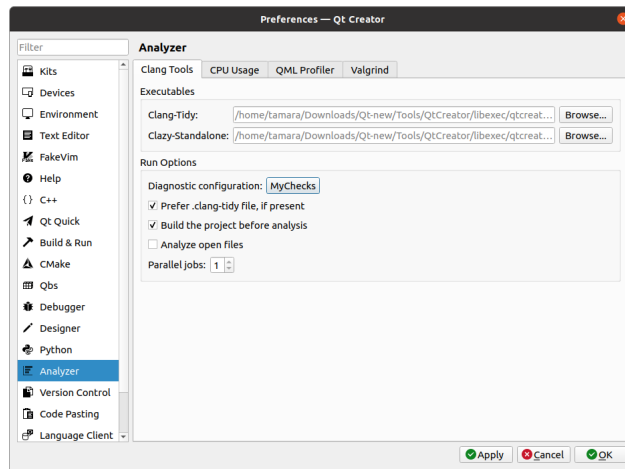 Preferences — Qt Creator
Filter
Kits
Devices
Environment
Text Editor
FakeVim
Help
C++
Qt Quick
Build & Run
CMake
Qbs
Debugger
Designer
Python
Analyzer
Version Control
Code Pasting
Language Client
Analyzer
Clang Tools CPU Usage QML Profiler Valgrind
Executables
Clang-Tidy: /home/tamara/Downloads/Qt-new/Tools/QtCreator/libexec/qtcreat... Browse...
Clazy-Standalone: /home/tamara/Downloads/Qt-new/Tools/QtCreator/libexec/qtcreat... Browse...
Run Options
Diagnostic configuration: MyChecks
Prefer .clang-tidy file, if present
Build the project before analysis
Analyze open files
Parallel jobs: 1
Apply Cancel OK